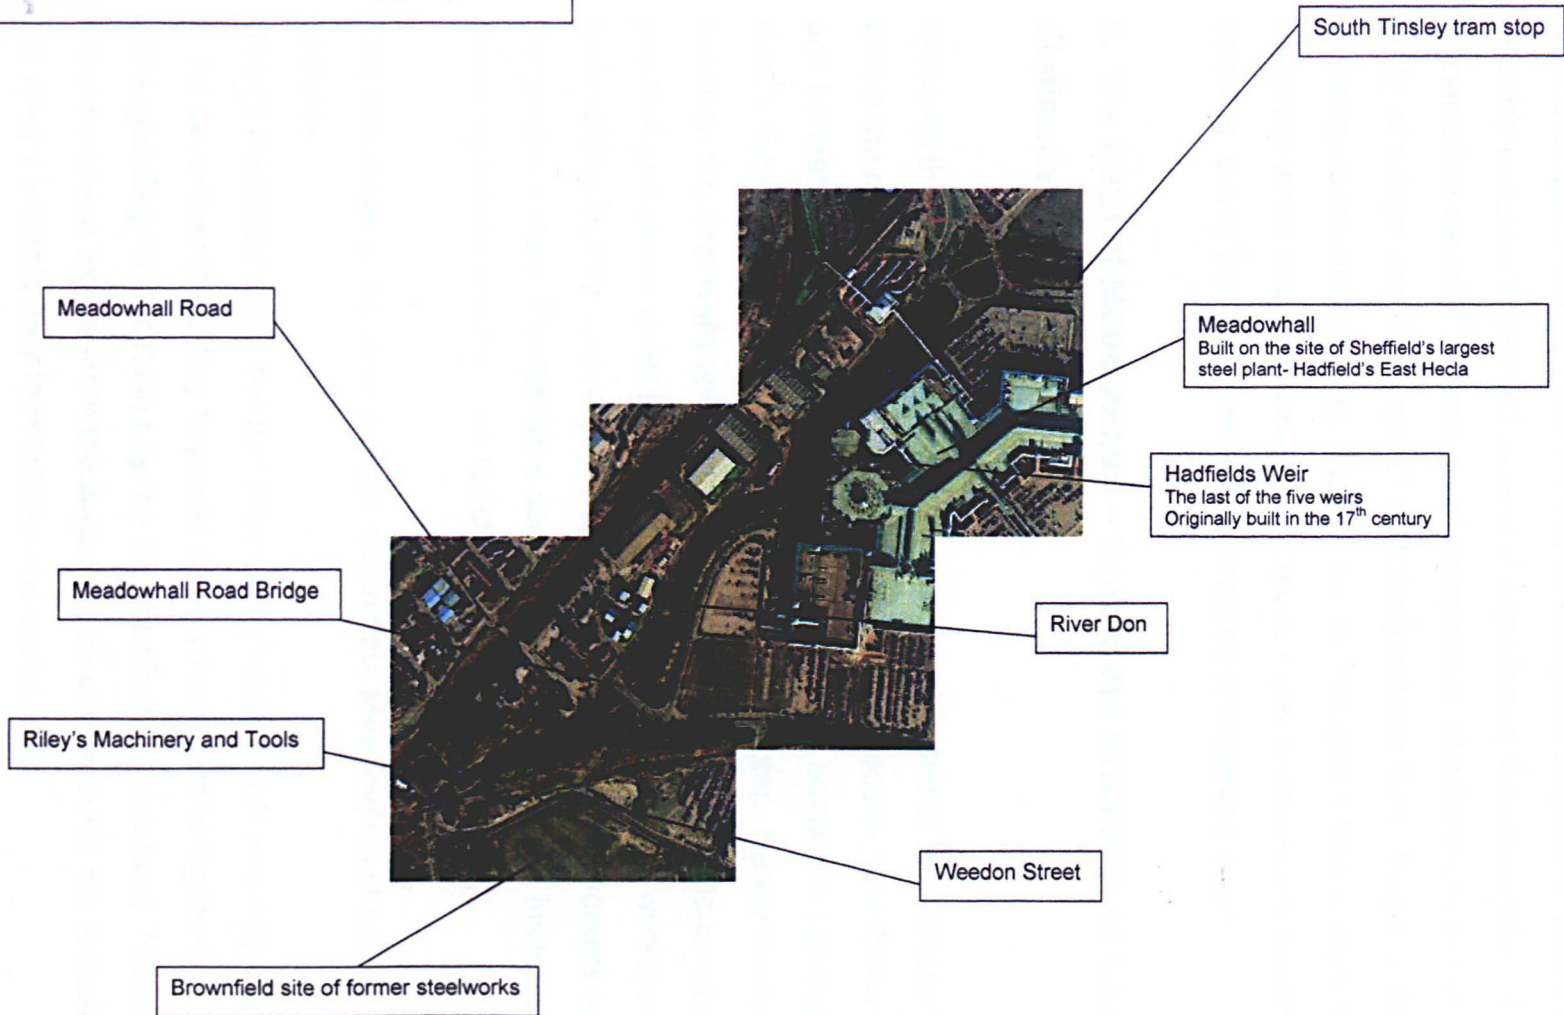 South Tinsley tram stop
Meadowhall Road
Meadowhall
Built on the site of Sheffield's largest
steel plant- Hadfield's East Hecla
Hadfields Weir
The last of the five weirs
Originally built in the 17th century
Meadowhall Road Bridge
River Don
Riley's Machinery and Tools
Weedon Street
Brownfield site of former steelworks